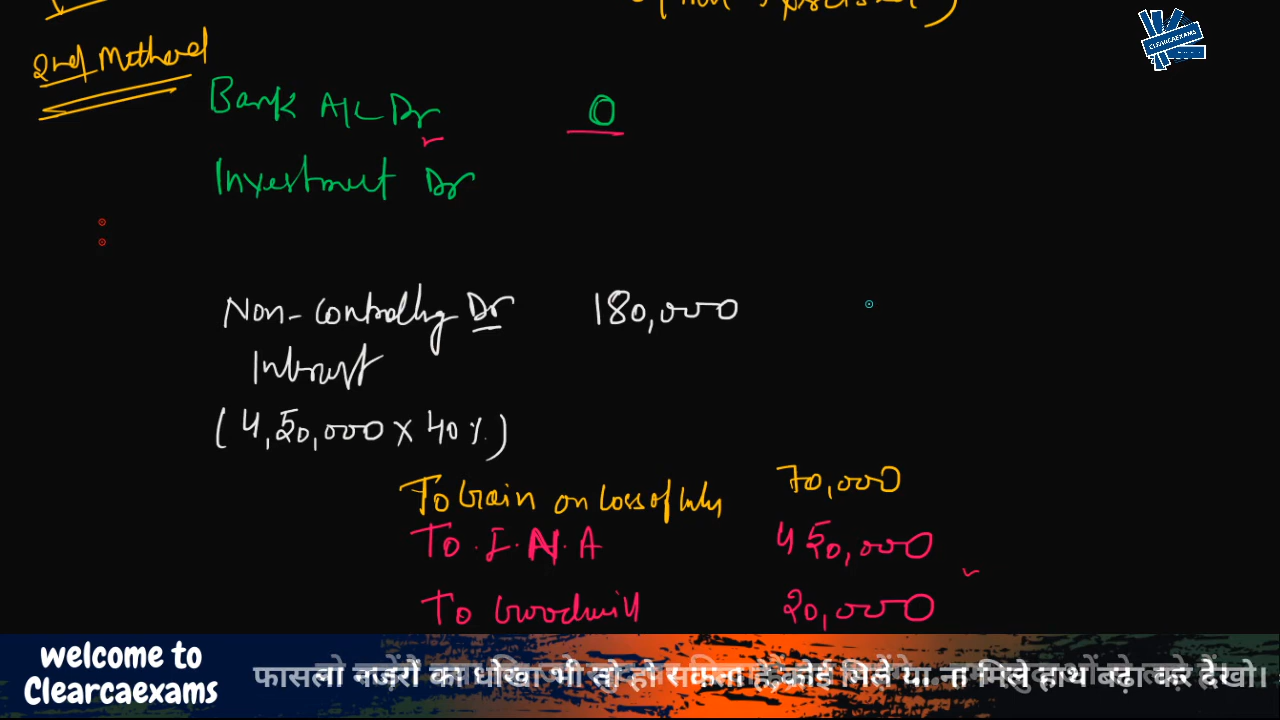 2nd Method
CLEARCAEXAMS
Bank A/C Dr 0
Investment Dr
Non-controllng Dr 180,000
Interest
(4,50,000 x 40%)
To Gain on Loss of 70,000
To . I . N . A 450,000
To Goodwill 20,000
welcome to
Clearcaexams
फासला नज़रों का धोखा भी तो हो सकता है, कोई मिले या ना मिले हाथ बढ़ा कर देखो।